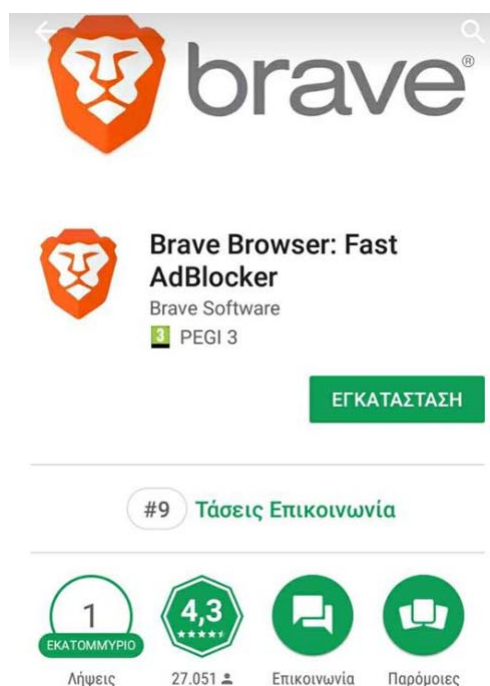 brave®
Brave Browser: Fast
AdBlocker
Brave Software
3 PEGI 3
ΕΓΚΑΤΑΣΤΑΣΗ
#9 Τάσεις Επικοινωνία
1
ΕΚΑΤΟΜΜΥΡΙΟ
4,3
Λήψεις 27.051 Επικοινωνία Παρόμοιες